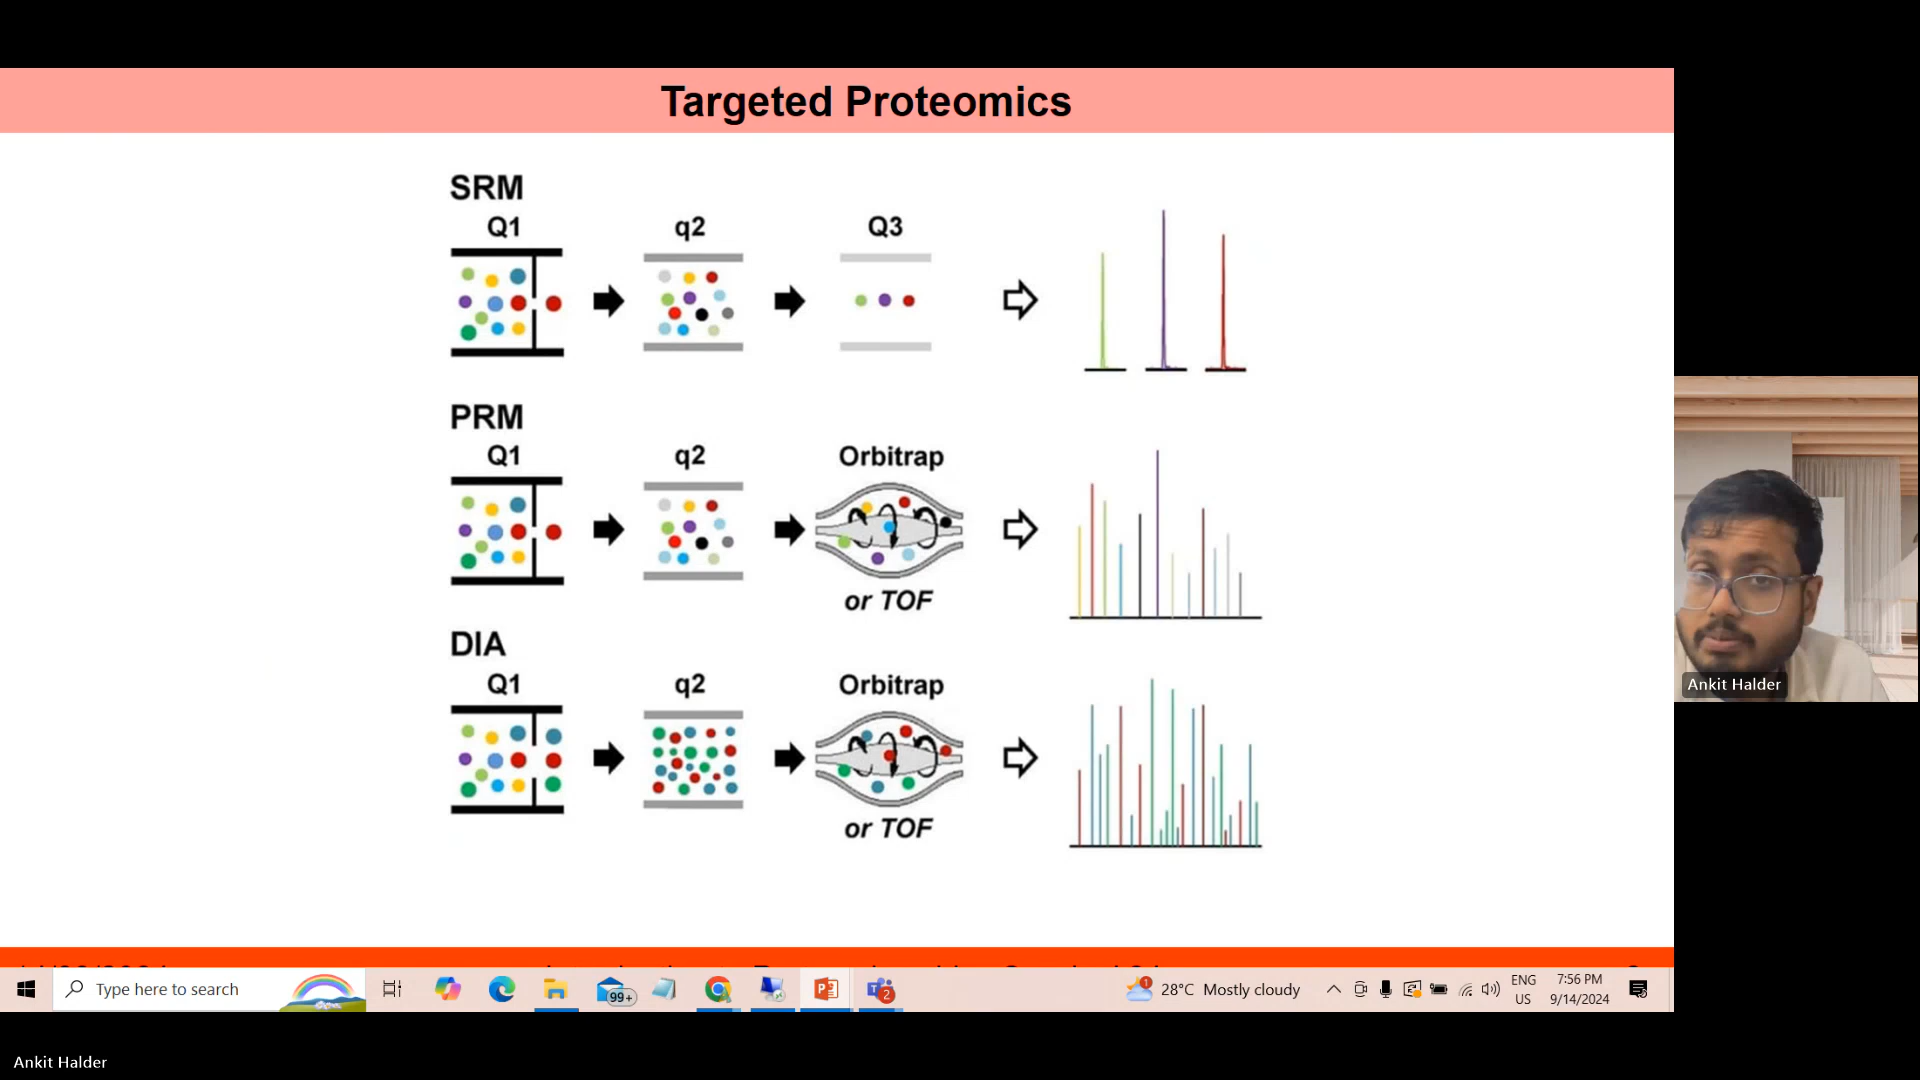 Targeted Proteomics
SRM
Q1 q2 Q3
PRM
Q1 q2 Orbitrap
or TOF
DIA
Q1 q2 Orbitrap
or TOF
Ankit Halder
Type here to search
99+
1
2
28°C Mostly cloudy
ENG
US
7:56 PM
9/14/2024
Ankit Halder